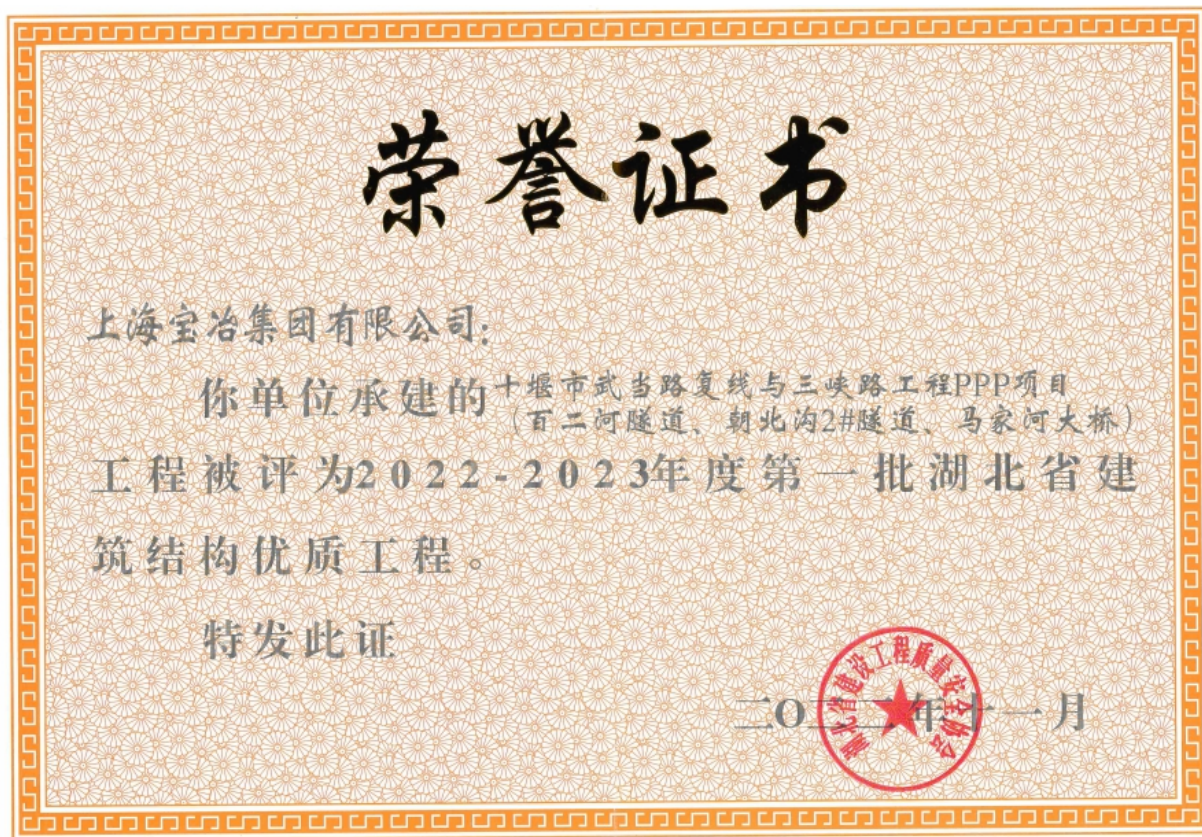 荣誉证书
上海宝冶集团有限公司:
你单位承建的十堰市武当路复线与三峡路工程PPP项目
（百二河隧道、朝北沟2#隧道、马家河大桥）
工程被评为2022-2023年度第一批湖北省建
筑结构优质工程。
特发此证
湖北省建设工程质量安全协会
二〇二二年十一月